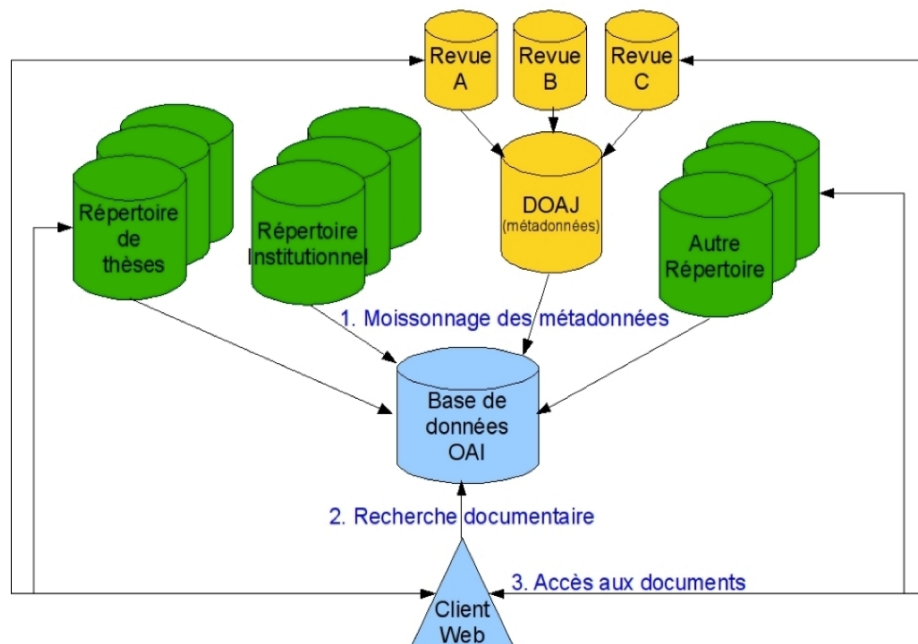 Revue
A
Revue
B
Revue
C
Répertoire
de
thèses
Répertoire
Institutionnel
DOAJ
(métadonnées)
Autre
Répertoire
1. Moissonnage des métadonnées
Base de
données
OAI
2. Recherche documentaire
3. Accès aux documents
Client
Web